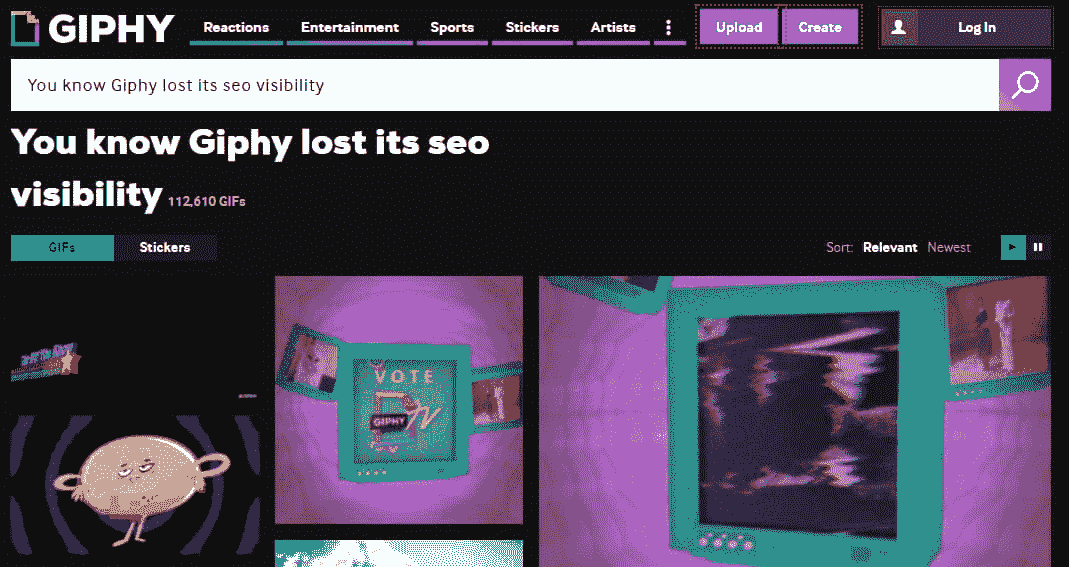 GIPHY
Reactions Entertainment Sports Stickers Artists Upload Create Log In
You know Giphy lost its seo visibility
You know Giphy lost its seo
visibility 112,610 GIFs
GIFs Stickers Sort: Relevant Newest
VOTE
GIPHY TV